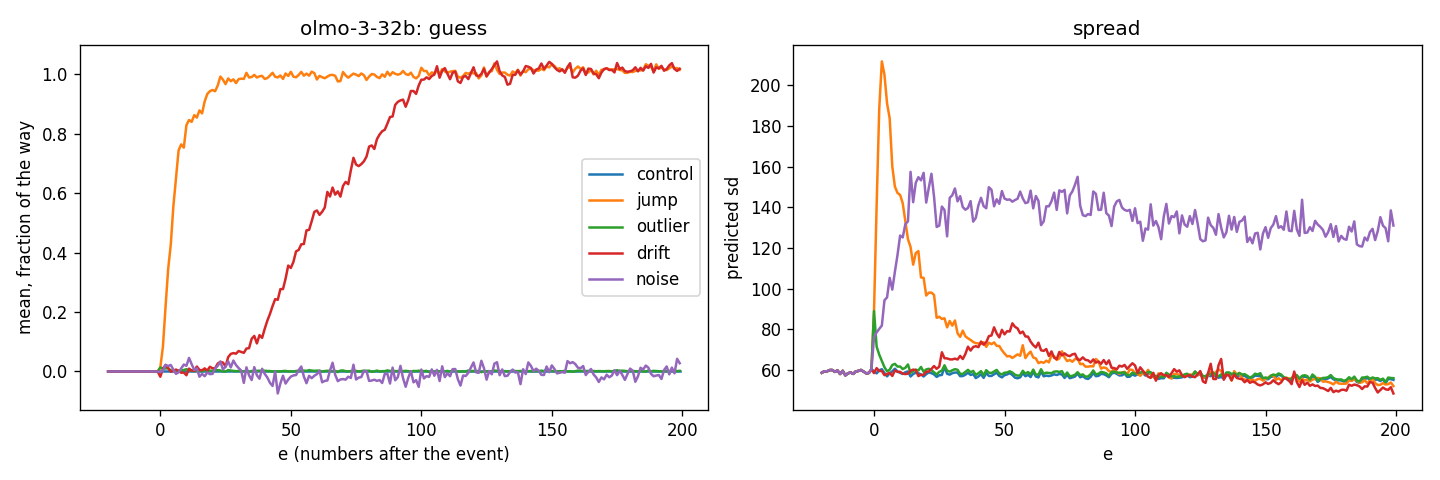 olmo-3-32b: guess
mean, fraction of the way
1.0
0.8
0.6
0.4
0.2
0.0
control
jump
outlier
drift
noise
0 50 100 150 200
e (numbers after the event)
spread
predicted sd
200
180
160
140
120
100
80
60
0 50 100 150 200
e